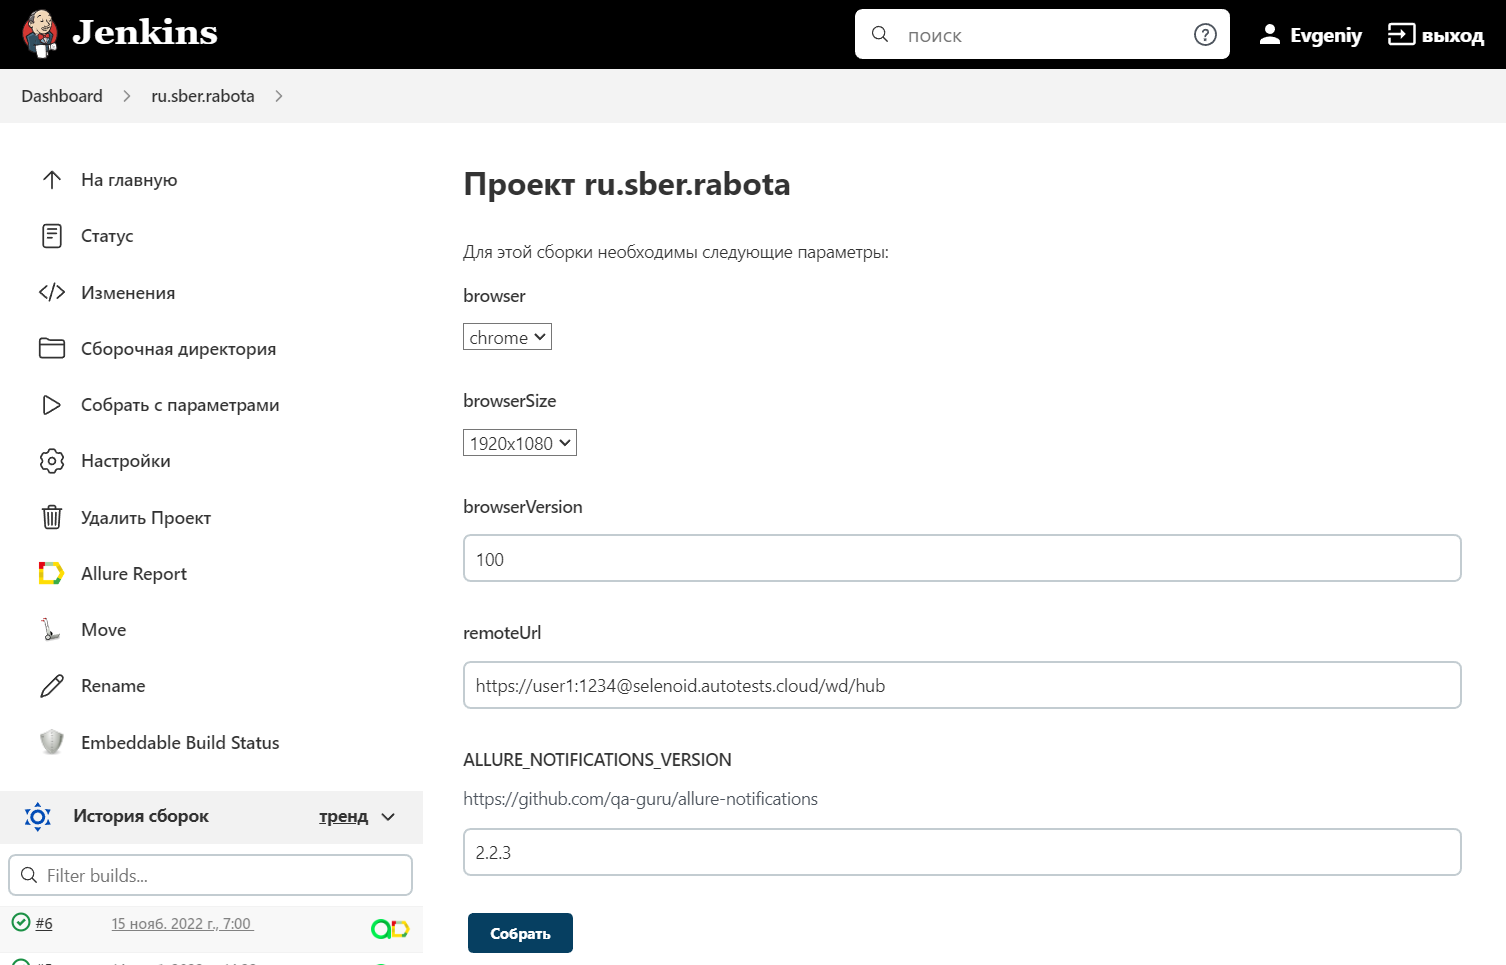 Jenkins
поиск
Evgeniy
выход
Dashboard
ru.sber.rabota
На главную
Статус
Изменения
Сборочная директория
Собрать с параметрами
Настройки
Удалить Проект
Allure Report
Move
Rename
Embeddable Build Status
История сборок
тренд
Filter builds...
#6
15 нояб. 2022 г., 7:00
Проект ru.sber.rabota
Для этой сборки необходимы следующие параметры:
browser
chrome
browserSize
1920x1080
browserVersion
100
remoteUrl
https://user1:1234@selenoid.autotests.cloud/wd/hub
ALLURE_NOTIFICATIONS_VERSION
https://github.com/qa-guru/allure-notifications
2.2.3
Собрать